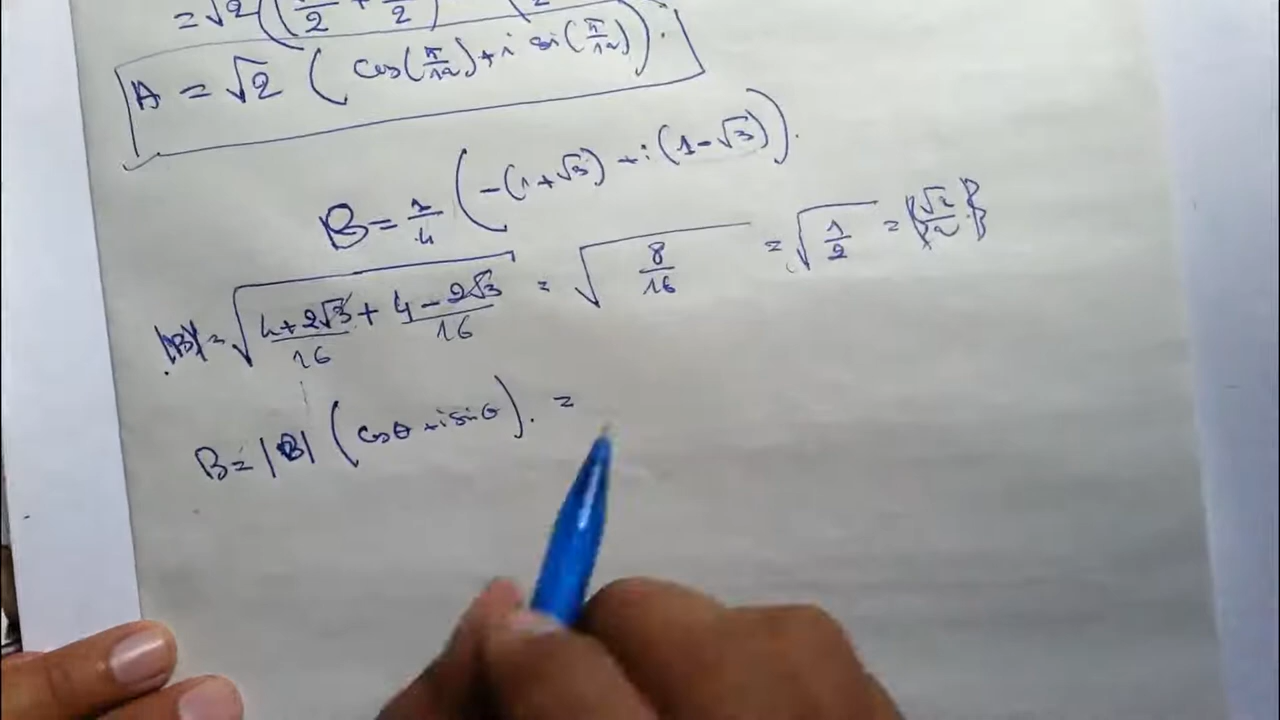 = √2((
A = √2 ( cos(π/12) + i sin(π/12) ).
B = 1/4 ( -(1+√3) + i(1-√3) ).
|B| = √( (4+2√3)/16 + (4-2√3)/16 ) = √(8/16) = √(1/2) = √2/2
B = |B| ( cosθ + i sinθ ). =